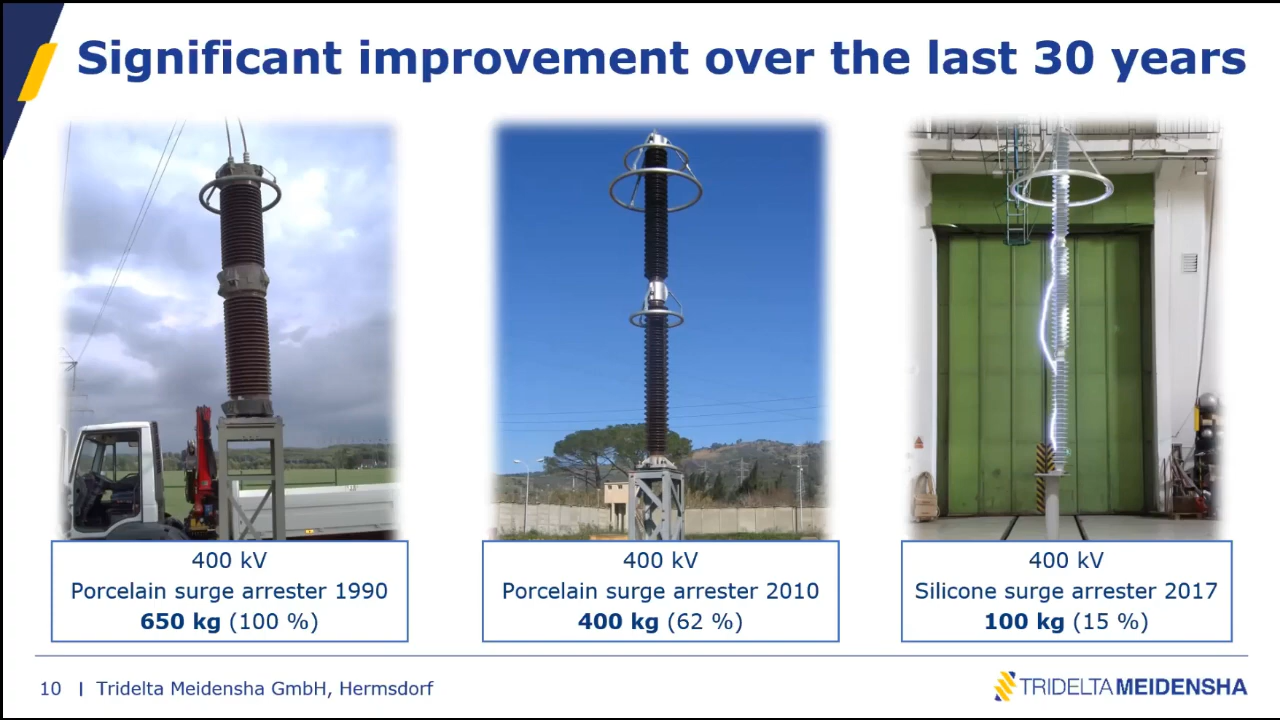 Significant improvement over the last 30 years
400 kV
Porcelain surge arrester 1990
650 kg (100 %)
400 kV
Porcelain surge arrester 2010
400 kg (62 %)
400 kV
Silicone surge arrester 2017
100 kg (15 %)
10 | Tridelta Meidensha GmbH, Hermsdorf
TRIDELTAMEIDENSHA